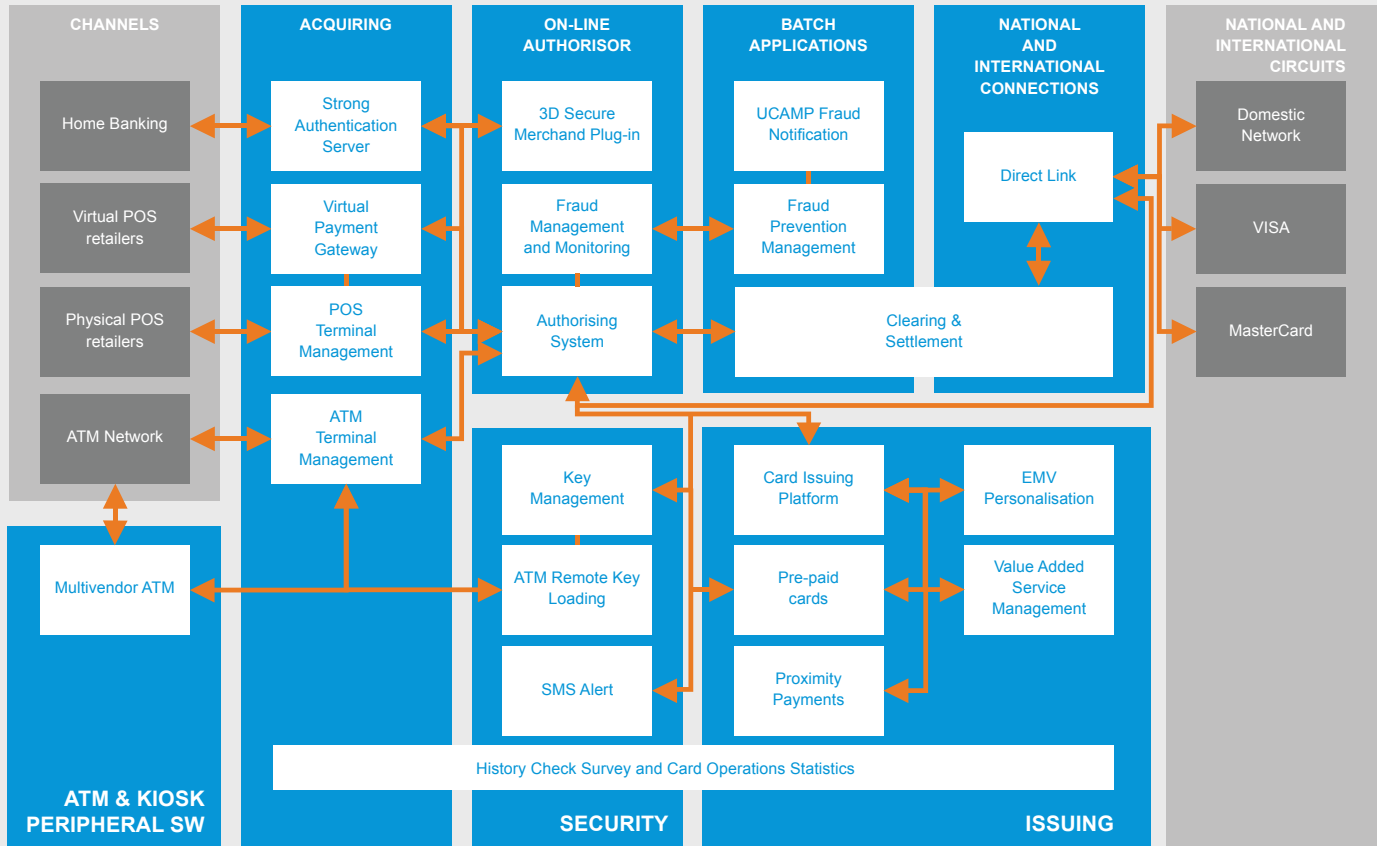 CHANNELS
Home Banking
Virtual POS
retailers
Physical POS
retailers
ATM Network
ACQUIRING
Strong
Authentication
Server
Virtual
Payment
Gateway
POS
Terminal
Management
ATM
Terminal
Management
ON-LINE
AUTHORISOR
3D Secure
Merchand Plug-in
Fraud
Management
and Monitoring
Authorising
System
BATCH
APPLICATIONS
UCAMP Fraud
Notification
Fraud
Prevention
Management
NATIONAL
AND
INTERNATIONAL
CONNECTIONS
Direct Link
Clearing &
Settlement
NATIONAL AND
INTERNATIONAL
CIRCUITS
Domestic
Network
VISA
MasterCard
Multivendor ATM
ATM & KIOSK
PERIPHERAL SW
Key
Management
ATM Remote Key
Loading
SMS Alert
SECURITY
Card Issuing
Platform
EMV
Personalisation
Pre-paid
cards
Value Added
Service
Management
Proximity
Payments
History Check Survey and Card Operations Statistics
ISSUING